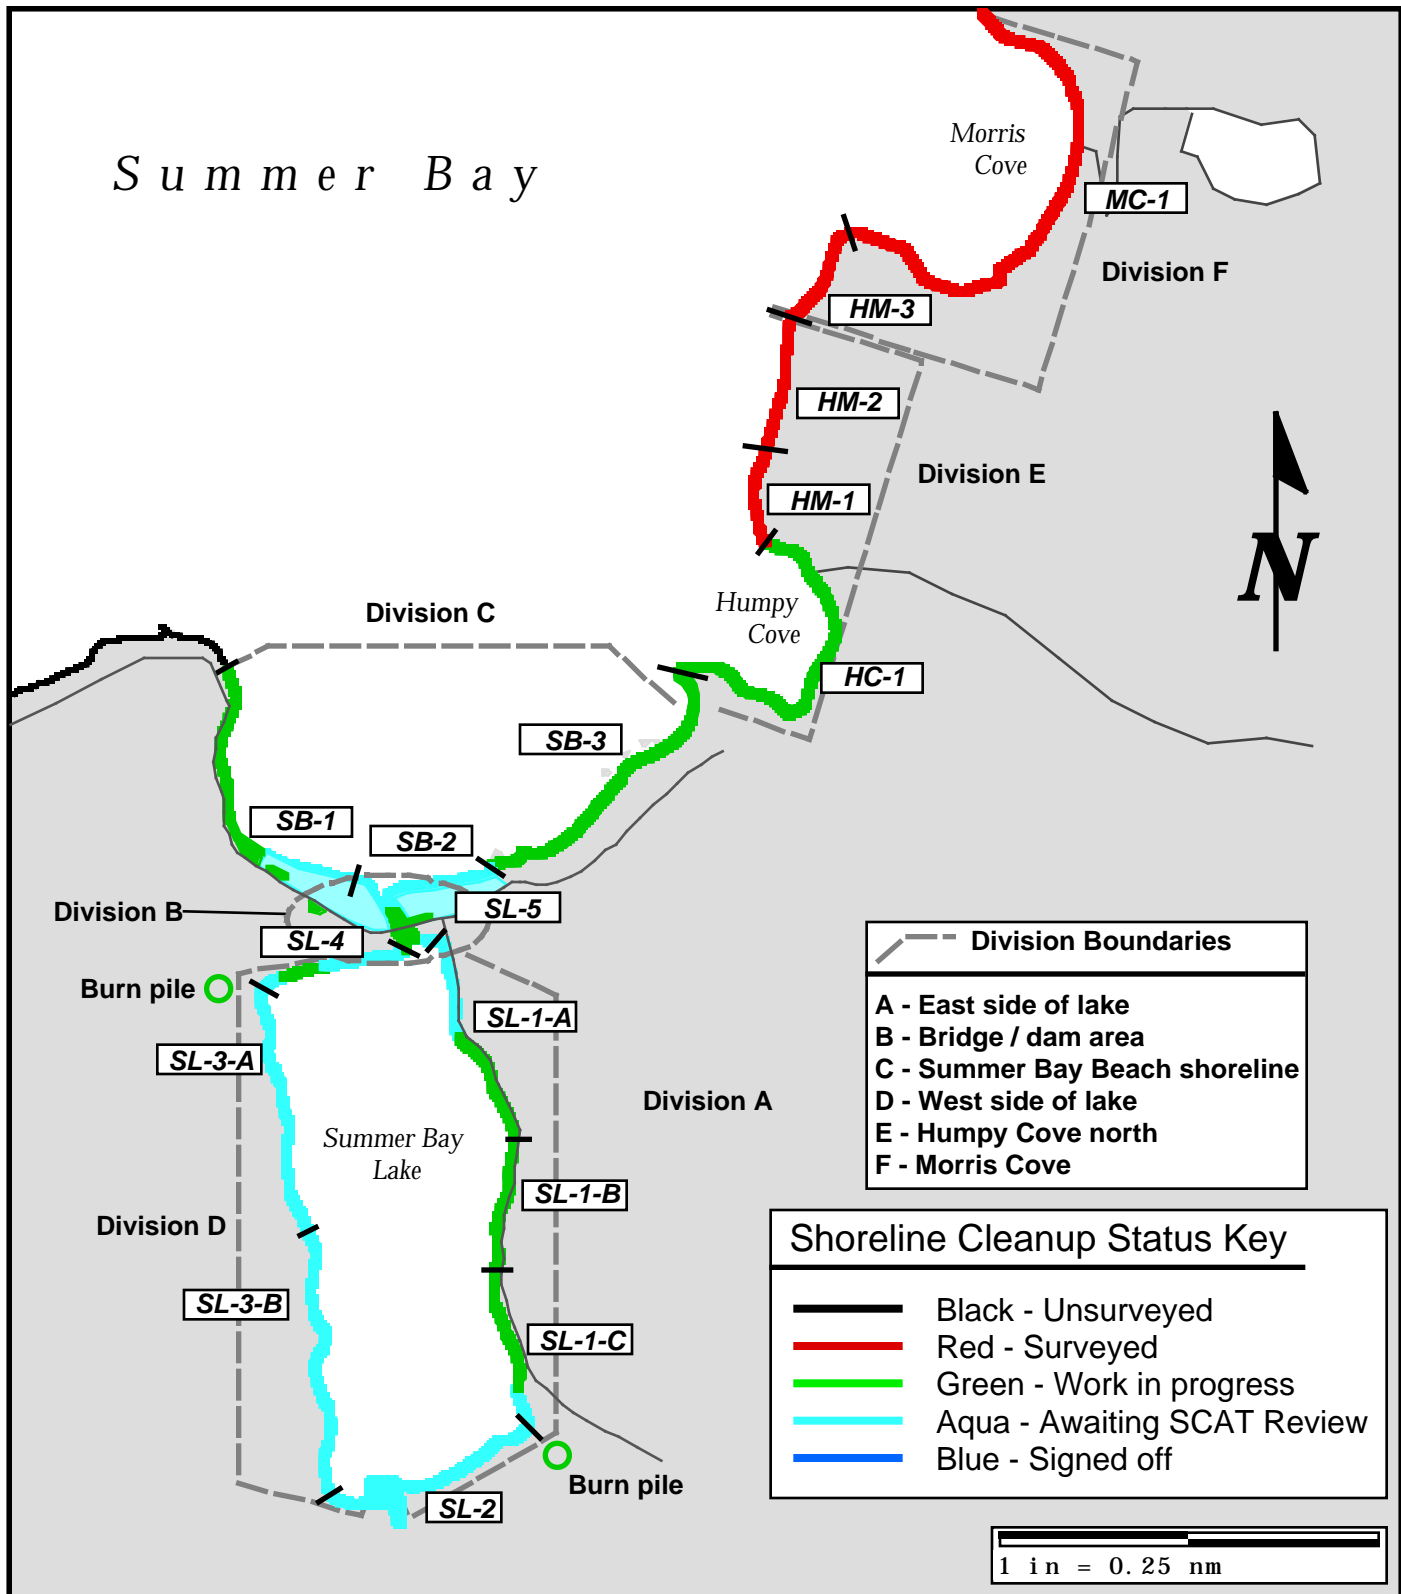 Summer Bay
Morris
Cove
MC-1
Division F
HM-3
HM-2
Division E
HM-1
N
Humpy
Cove
Division C
HC-1
SB-3
SB-1
SB-2
Division B
SL-5
SL-4
Burn pile
SL-1-A
SL-3-A
Division A
Summer Bay
Lake
SL-1-B
Division D
SL-3-B
SL-1-C
Burn pile
SL-2
Division Boundaries
A - East side of lake
B - Bridge / dam area
C - Summer Bay Beach shoreline
D - West side of lake
E - Humpy Cove north
F - Morris Cove
Shoreline Cleanup Status Key
Black - Unsurveyed
Red - Surveyed
Green - Work in progress
Aqua - Awaiting SCAT Review
Blue - Signed off
1 in = 0.25 nm